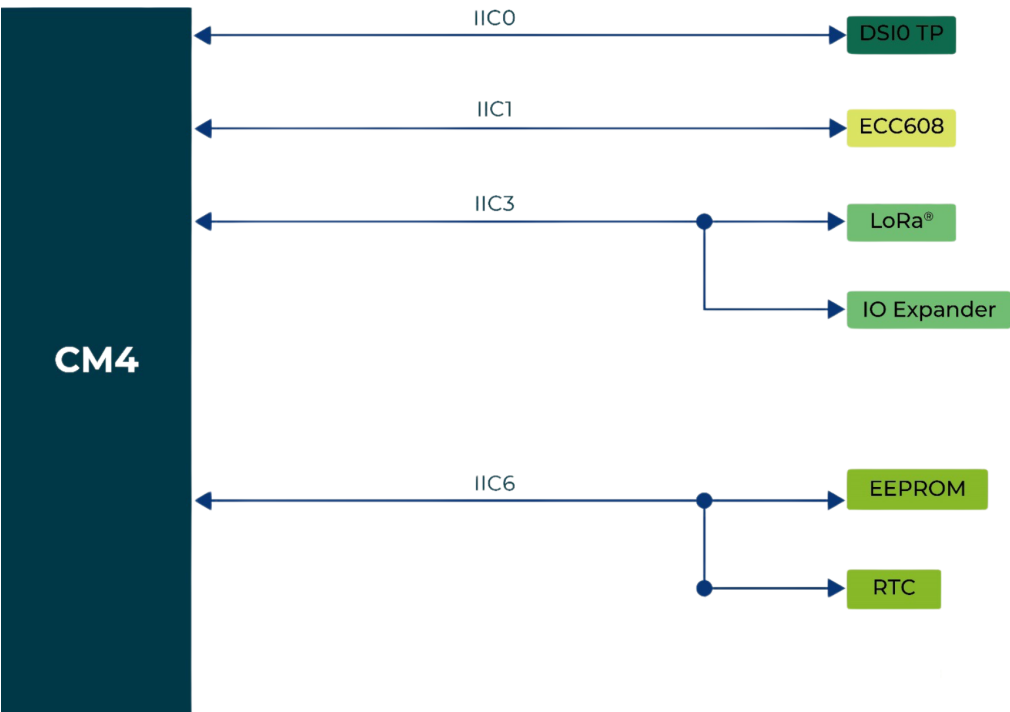 IIC0
DSI0 TP
IIC1
ECC608
IIC3
LoRa®
IO Expander
CM4
IIC6
EEPROM
RTC